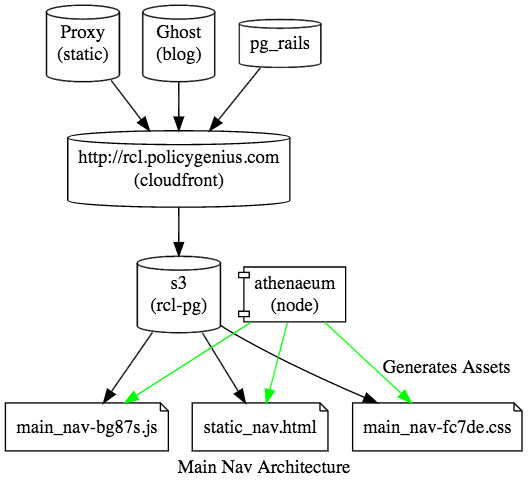 Proxy
(static)
Ghost
(blog)
pg_rails
http://rcl.policygenius.com
(cloudfront)
s3
(rcl-pg)
athenaeum
(node)
Generates Assets
main_nav-bg87s.js
static_nav.html
main_nav-fc7de.css
Main Nav Architecture